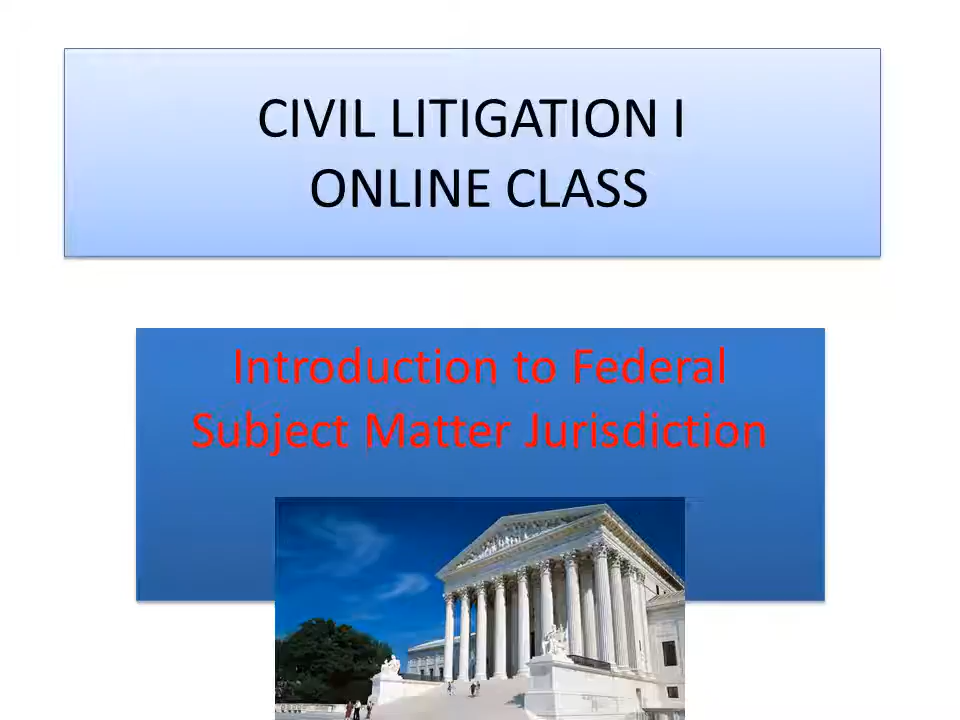 CIVIL LITIGATION I
ONLINE CLASS
Introduction to Federal
Subject Matter Jurisdiction